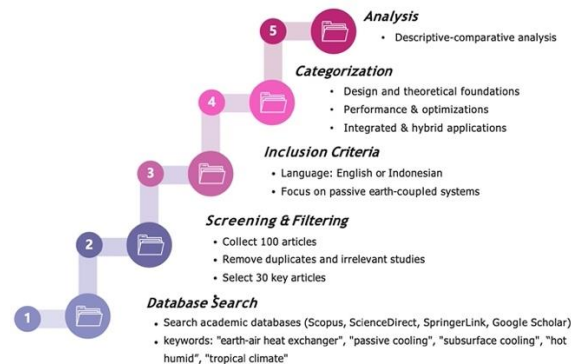 5
Analysis
• Descriptive-comparative analysis
Categorization
• Design and theoretical foundations
• Performance & optimizations
• Integrated & hybrid applications
4
Inclusion Criteria
• Language: English or Indonesian
• Focus on passive earth-coupled systems
3
Screening & Filtering
• Collect 100 articles
• Remove duplicates and irrelevant studies
• Select 30 key articles
2
Database Search
• Search academic databases (Scopus, ScienceDirect, SpringerLink, Google Scholar)
• keywords: "earth-air heat exchanger", "passive cooling", "subsurface cooling", "hot
humid", "tropical climate"
1